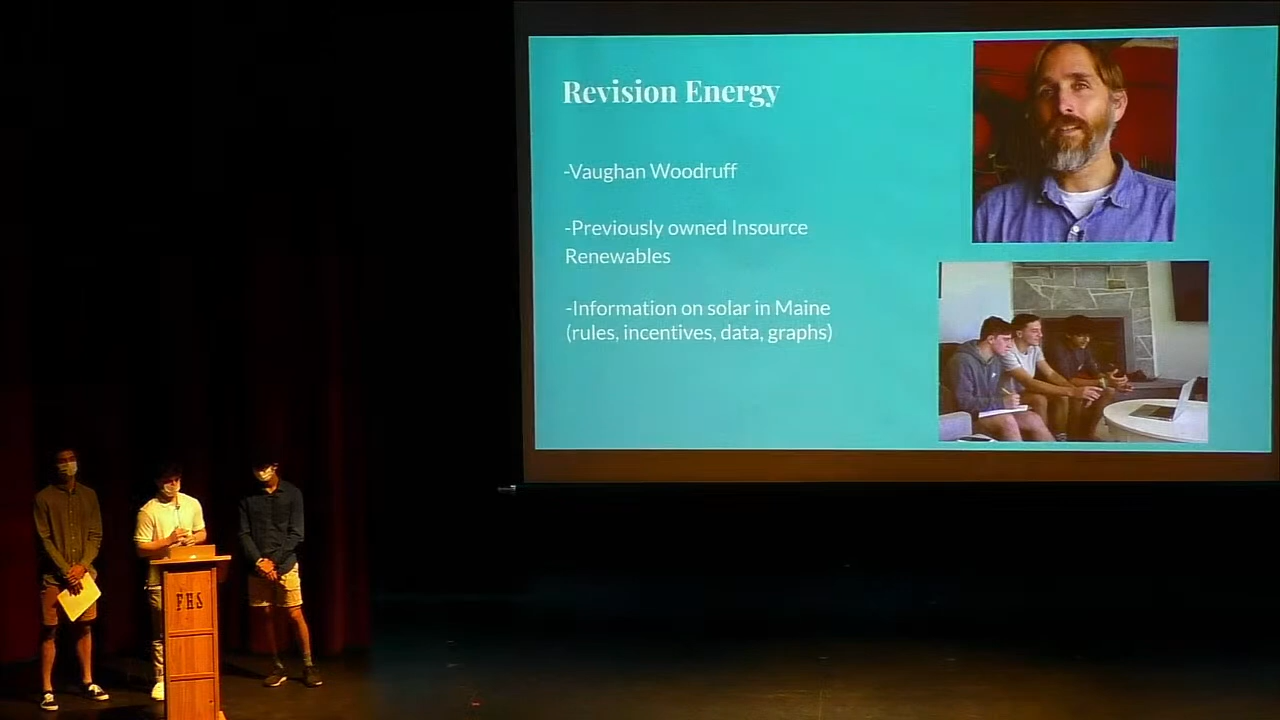 Revision Energy
-Vaughan Woodruff
-Previously owned Insource
Renewables
-Information on solar in Maine
(rules, incentives, data, graphs)
FHS